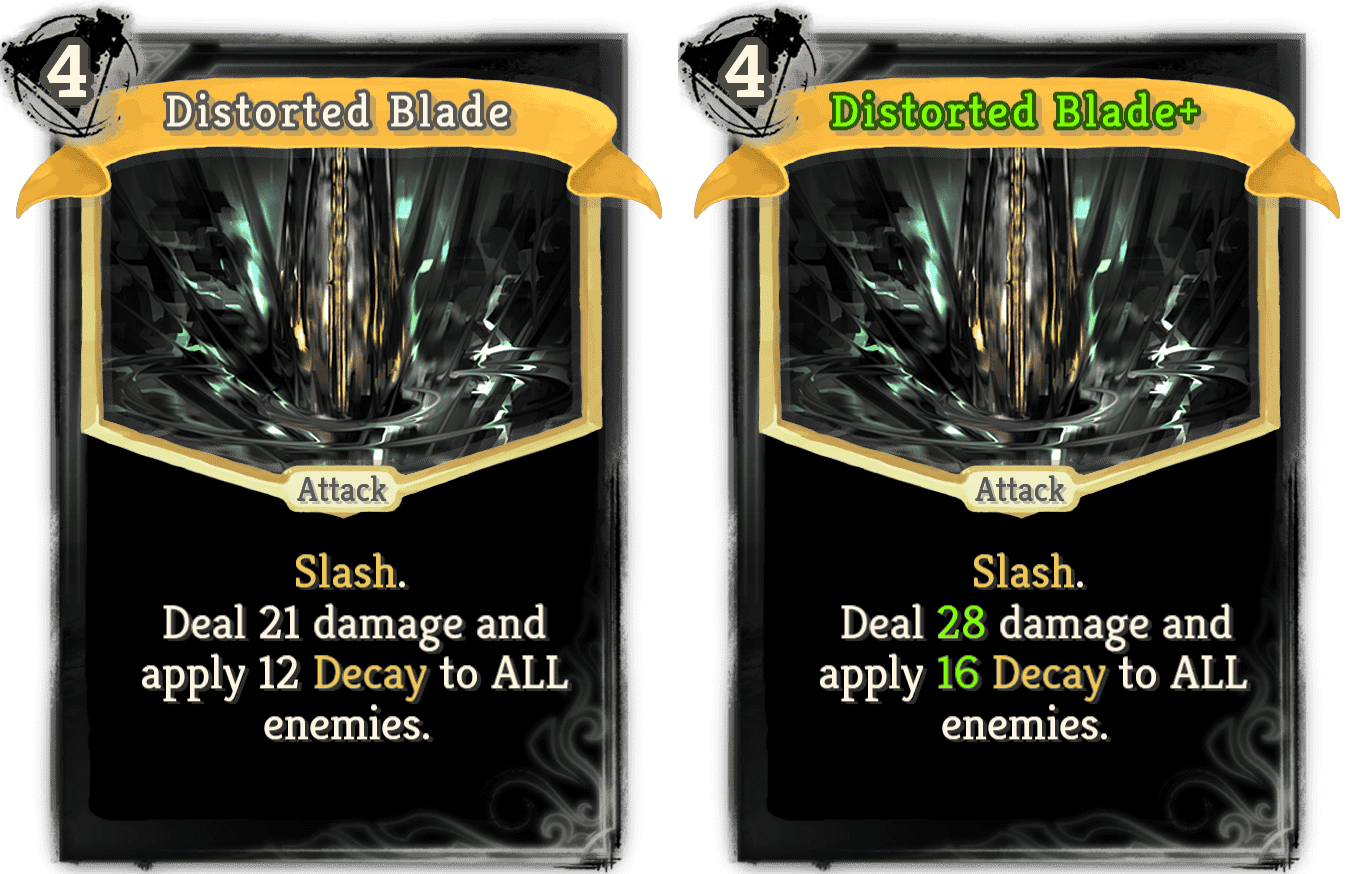 4
Distorted Blade
Attack
Slash.
Deal 21 damage and
apply 12 Decay to ALL
enemies.
4
Distorted Blade+
Attack
Slash.
Deal 28 damage and
apply 16 Decay to ALL
enemies.